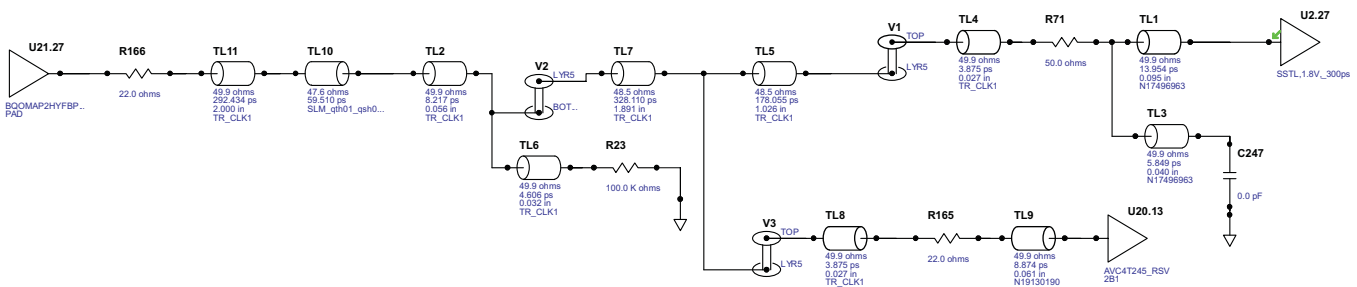 U21.27
BQOMAP2HYFBP...
PAD
R166
22.0 ohms
TL11
49.9 ohms
292.434 ps
2.000 in
TR_CLK1
TL10
47.6 ohms
59.510 ps
SLM_qth01_qsh0...
TL2
49.9 ohms
8.217 ps
0.056 in
TR_CLK1
V2
LYR5
BOT...
TL6
49.9 ohms
4.606 ps
0.032 in
TR_CLK1
R23
100.0 K ohms
TL7
48.5 ohms
328.110 ps
1.891 in
TR_CLK1
TL5
48.5 ohms
178.055 ps
1.026 in
TR_CLK1
V1
TOP
LYR5
TL4
49.9 ohms
3.875 ps
0.027 in
TR_CLK1
R71
50.0 ohms
TL1
49.9 ohms
13.954 ps
0.095 in
N17496963
U2.27
SSTL,1.8V_300ps
TL3
49.9 ohms
5.849 ps
0.040 in
N17496963
C247
0.0 pF
V3
TOP
LYR5
TL8
49.9 ohms
3.875 ps
0.027 in
TR_CLK1
R165
22.0 ohms
TL9
49.9 ohms
8.874 ps
0.061 in
N19130190
U20.13
AVC4T245_RSV
2B1